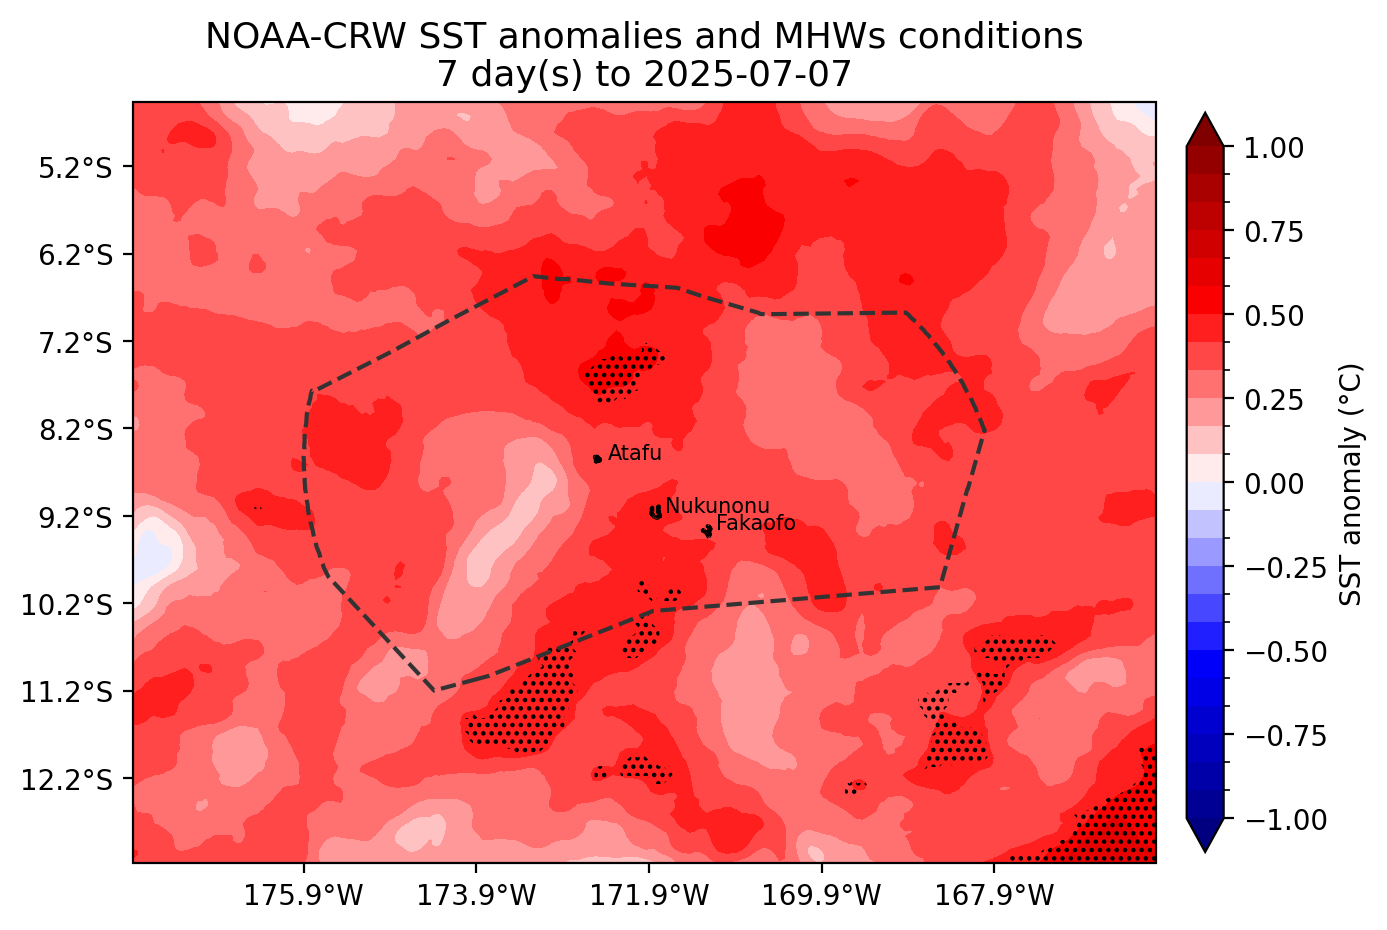 NOAA-CRW SST anomalies and MHWs conditions
7 day(s) to 2025-07-07
5.2°S
6.2°S
7.2°S
8.2°S
9.2°S
10.2°S
11.2°S
12.2°S
175.9°W
173.9°W
171.9°W
169.9°W
167.9°W
Atafu
Nukunonu
Fakaofo
1.00
0.75
0.50
0.25
0.00
−0.25
−0.50
−0.75
−1.00
SST anomaly (°C)